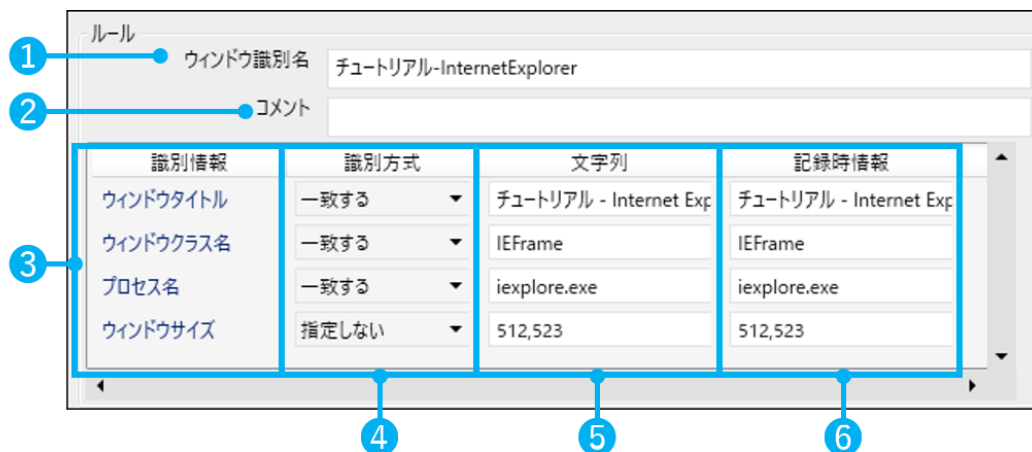 ルール
1 ウィンドウ識別名 チュートリアル-InternetExplorer
2 コメント
識別情報 識別方式 文字列 記録時情報
ウィンドウタイトル 一致する チュートリアル - Internet Exp チュートリアル - Internet Exp
ウィンドウクラス名 一致する IEFrame IEFrame
3
プロセス名 一致する iexplore.exe iexplore.exe
ウィンドウサイズ 指定しない 512,523 512,523
4 5 6